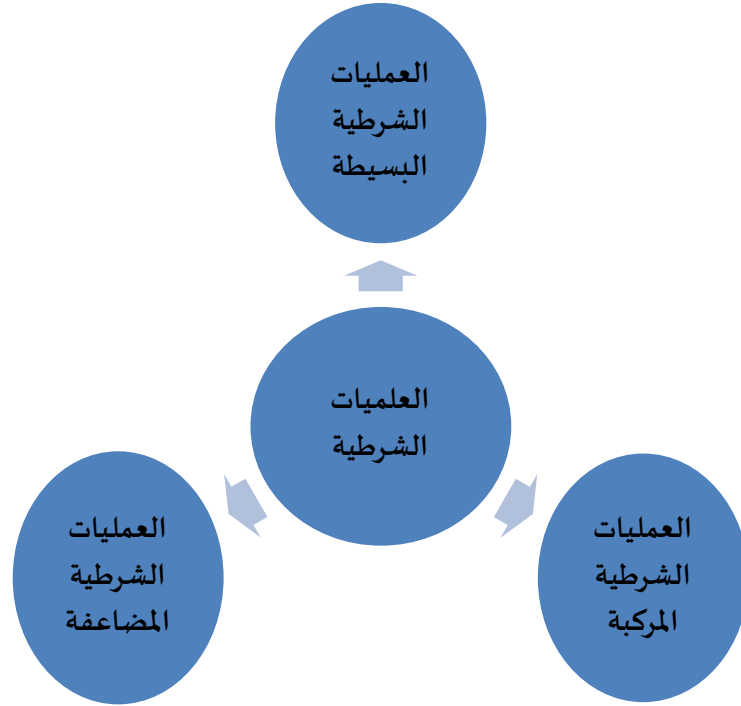 العمليات
الشرطية
البسيطة
العلميات
الشرطية
العمليات
الشرطية
المركبة
العمليات
الشرطية
المضاعفة